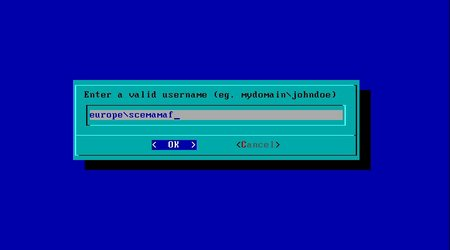 Enter a valid username (eg. mydomain\johndoe)
europe\scemamaf_
< OK > <Cancel>